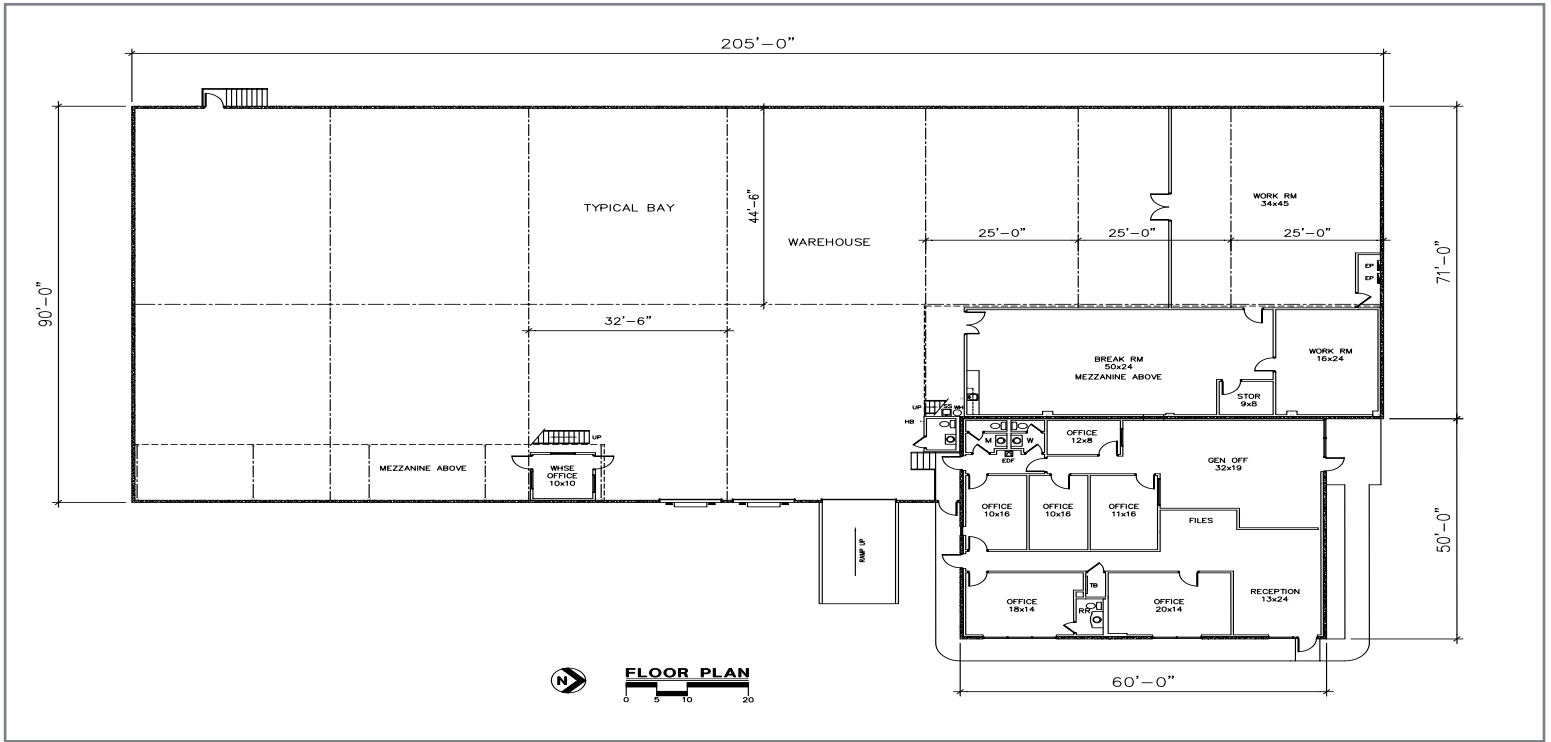 205'-0"
TYPICAL BAY
44'-6"
WORK RM
34x45
WAREHOUSE
25'-0"
25'-0"
25'-0"
EP
EP
71'-0"
90'-0"
32'-6"
BREAK RM
50x24
MEZZANINE ABOVE
WORK RM
16x24
STOR
9x8
UP
SS
WH
HB
UP
MEZZANINE ABOVE
WHSE
OFFICE
10x10
M
W
EDF
OFFICE
12x8
GEN OFF
32x19
OFFICE
10x16
OFFICE
10x16
OFFICE
11x16
FILES
RAMP UP
50'-0"
TB
OFFICE
18x14
RR
OFFICE
20x14
RECEPTION
13x24
N
FLOOR PLAN
0 5 10 20
60'-0"